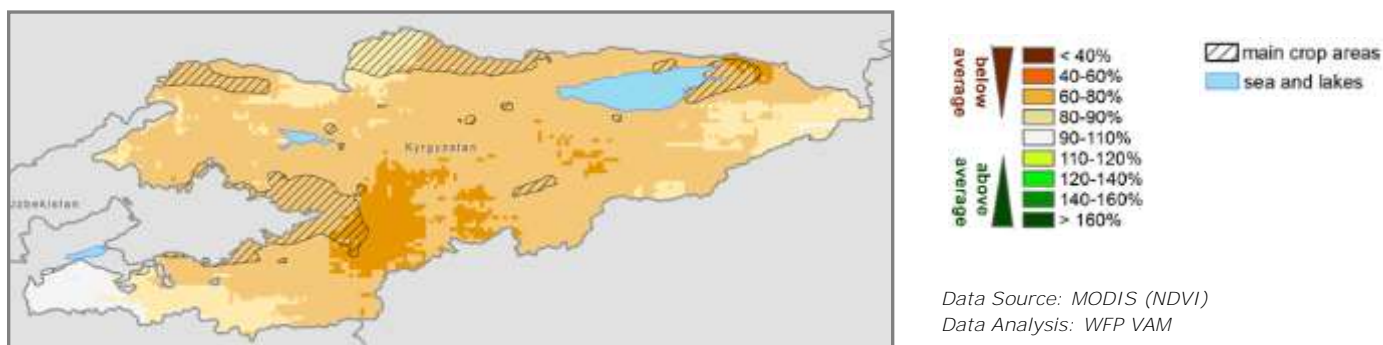 Kyrgyzstan
Uzbekistan
below
average
above
average
< 40%
40-60%
60-80%
80-90%
90-110%
110-120%
120-140%
140-160%
> 160%
main crop areas
sea and lakes
Data Source: MODIS (NDVI)
Data Analysis: WFP VAM